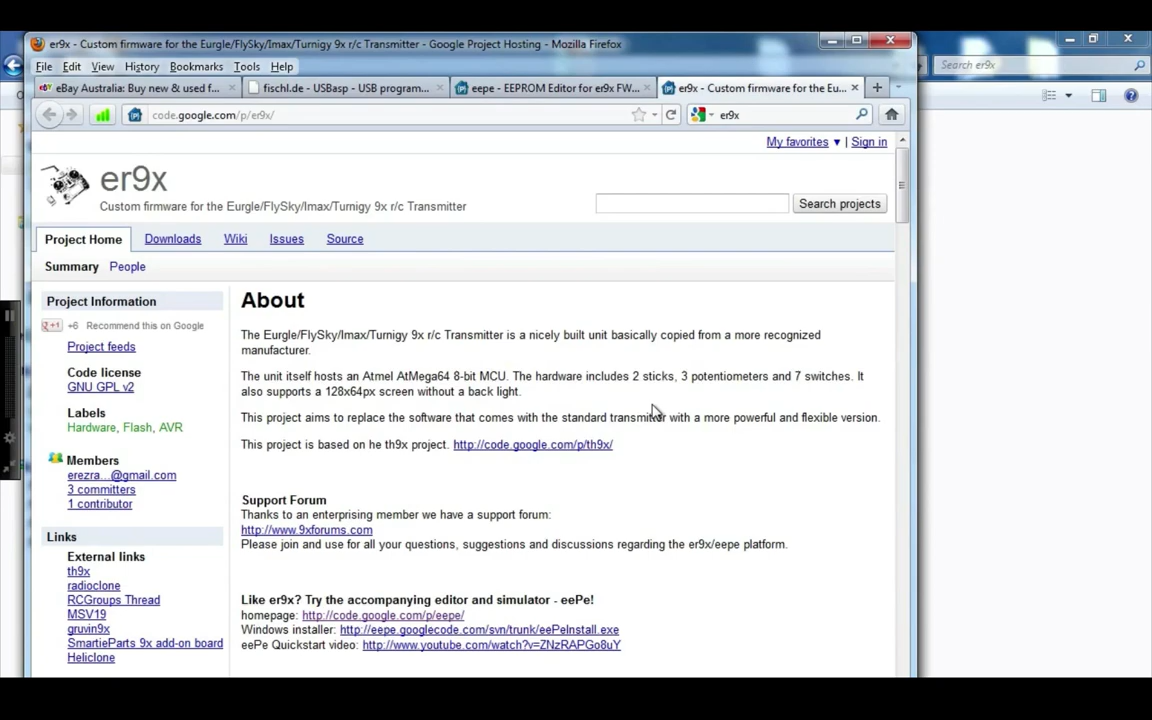 er9x - Custom firmware for the Eurgle/FlySky/Imax/Turnigy 9x r/c Transmitter - Google Project Hosting - Mozilla Firefox
File Edit View History Bookmarks Tools Help
Search er9x
eBay Australia: Buy new & used f...
fischl.de - USBasp - USB program...
eepe - EEPROM Editor for er9x FW...
er9x - Custom firmware for the Eu...
code.google.com/p/er9x/
er9x
My favorites ▼ | Sign in
er9x
Custom firmware for the Eurgle/FlySky/Imax/Turnigy 9x r/c Transmitter
Search projects
Project Home Downloads Wiki Issues Source
Summary People
Project Information
+1 +6 Recommend this on Google
Project feeds
Code license
GNU GPL v2
Labels
Hardware, Flash, AVR
Members
erezra...@gmail.com
3 committers
1 contributor
Links
External links
th9x
radioclone
RCGroups Thread
MSV19
gruvin9x
SmartieParts 9x add-on board
Heliclone
About
The Eurgle/FlySky/Imax/Turnigy 9x r/c Transmitter is a nicely built unit basically copied from a more recognized
manufacturer.
The unit itself hosts an Atmel AtMega64 8-bit MCU. The hardware includes 2 sticks, 3 potentiometers and 7 switches. It
also supports a 128x64px screen without a back light.
This project aims to replace the software that comes with the standard transmitter with a more powerful and flexible version.
This project is based on he th9x project. http://code.google.com/p/th9x/
Support Forum
Thanks to an enterprising member we have a support forum:
http://www.9xforums.com
Please join and use for all your questions, suggestions and discussions regarding the er9x/eepe platform.
Like er9x? Try the accompanying editor and simulator - eePe!
homepage: http://code.google.com/p/eepe/
Windows installer: http://eepe.googlecode.com/svn/trunk/eePeInstall.exe
eePe Quickstart video: http://www.youtube.com/watch?v=ZNzRAPGo8uY